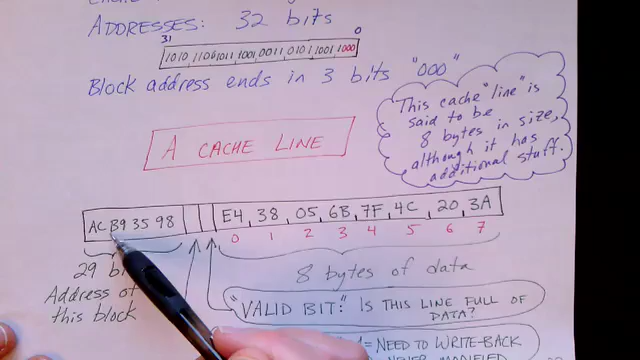 ADDRESSES: 32 bits
31 0
1010 1100 1011 1001 0011 0101 1001 1000
Block address ends in 3 bits "000"
This cache "line" is
said to be
8 bytes in size,
although it has
additional stuff.
A CACHE LINE
AC B9 35 98 E4 38 05 6B 7F 4C 20 3A
0 1 2 3 4 5 6 7
29
Address of
this block
8 bytes of data
"VALID BIT:" IS THIS LINE FULL OF
DATA?
= NEED TO WRITE-BACK
NEVER MODIFIED